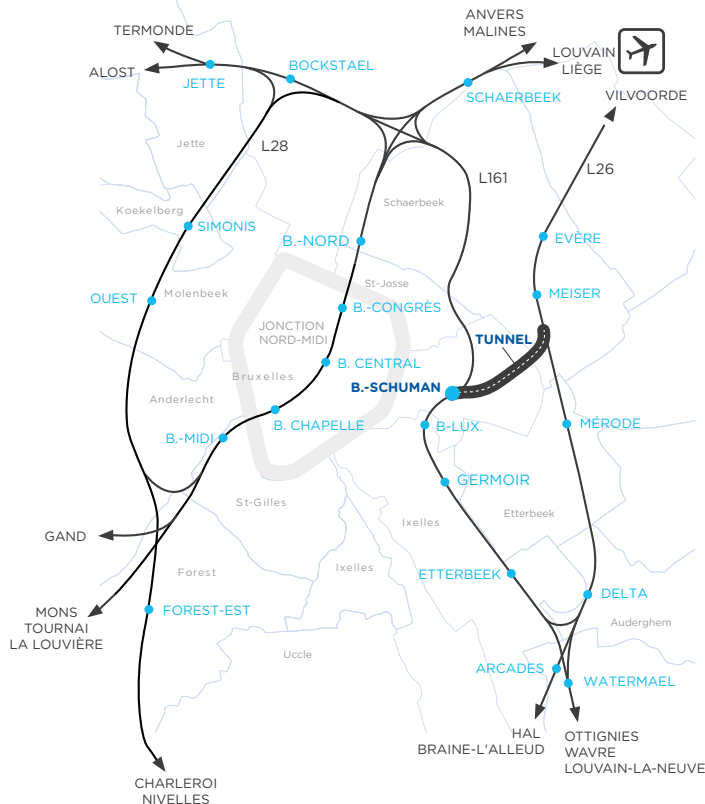 ANVERS
MALINES
TERMONDE
LOUVAIN
LIÈGE
ALOST
BOCKSTAEL
JETTE
SCHAERBEEK
VILVOORDE
L28
Jette
L161
L26
Schaerbeek
Koekelberg
SIMONIS
B.-NORD
EVÈRE
St-Josse
OUEST
Molenbeek
MEISER
B.-CONGRÈS
JONCTION
NORD-MIDI
TUNNEL
B. CENTRAL
Bruxelles
B.-SCHUMAN
Anderlecht
B. CHAPELLE
B-LUX.
MÉRODE
B.-MIDI
GERMOIR
St-Gilles
Etterbeek
Ixelles
GAND
Forest
Ixelles
ETTERBEEK
DELTA
FOREST-EST
MONS
TOURNAI
LA LOUVIÈRE
Auderghem
Uccle
ARCADES
WATERMAEL
HAL
BRAINE-L'ALLEUD
OTTIGNIES
WAVRE
LOUVAIN-LA-NEUVE
CHARLEROI
NIVELLES